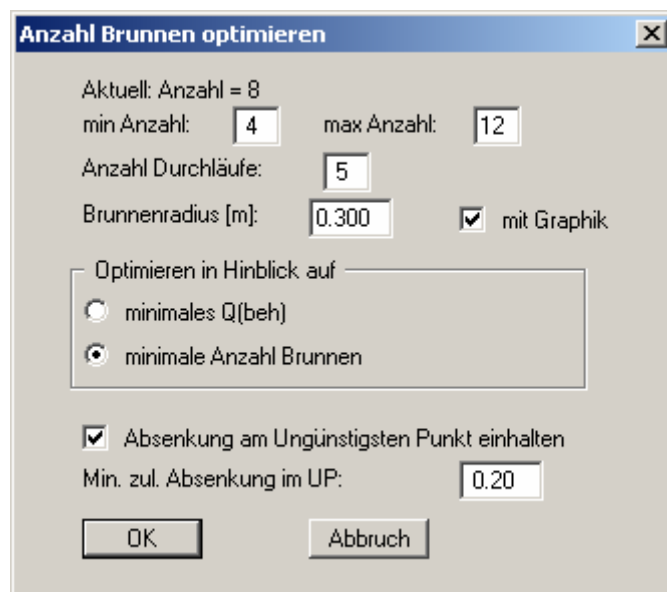 Anzahl Brunnen optimieren
Aktuell: Anzahl = 8
min Anzahl: 4 max Anzahl: 12
Anzahl Durchläufe: 5
Brunnenradius [m]: 0.300 mit Graphik
Optimieren in Hinblick auf
minimales Q(beh)
minimale Anzahl Brunnen
Absenkung am Ungünstigsten Punkt einhalten
Min. zul. Absenkung im UP: 0.20
OK Abbruch